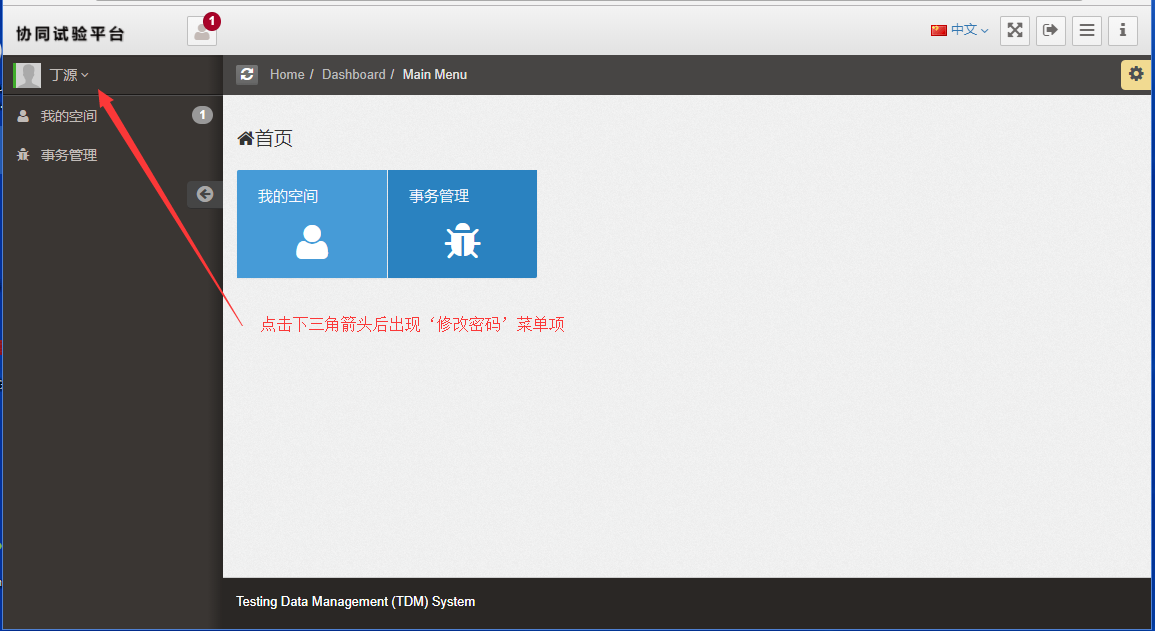 协同试验平台
1
中文
丁源
Home / Dashboard / Main Menu
我的空间
1
事务管理
首页
我的空间
事务管理
点击下三角箭头后出现‘修改密码’菜单项
Testing Data Management (TDM) System